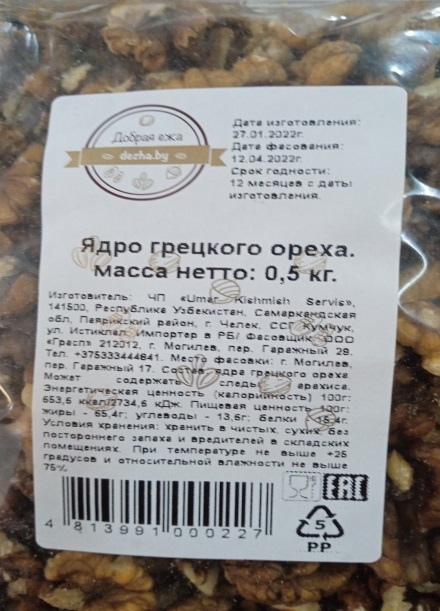 Добрая ежа
dezha.by
Дата изготовления:
27.01.2022г.
Дата фасования:
12.04.2022г.
Срок годности:
12 месяцев с даты
изготовления.
Ядро грецкого ореха.
масса нетто: 0,5 кг.
Изготовитель: ЧП «Umar Kishmish Servis»,
141500, Республика Узбекистан, Самаркандская
обл, Паярикский район, г. Челек, ССГ Кумчук,
ул. Истиклал. Импортер в РБ/ Фасовщик: ООО
«Грасп» 212012, г. Могилев, пер. Гаражный 29.
Тел. +375333444641. Место фасовки: г. Могилев,
пер. Гаражный 17. Состав: ядра грецкого ореха.
Может содержать следы арахиса.
Энергетическая ценность (калорийность) 100г:
653,6 ккал/2734,6 кДж. Пищевая ценность 100г:
жиры - 65,4г; углеводы - 13,6г; белки - 15,4г.
Условия хранения: хранить в чистых, сухих, без
постороннего запаха и вредителей в складских
помещениях. При температуре не выше +25
градусов и относительной влажности не выше
75%
4 813991 000227
EAC
5
PP